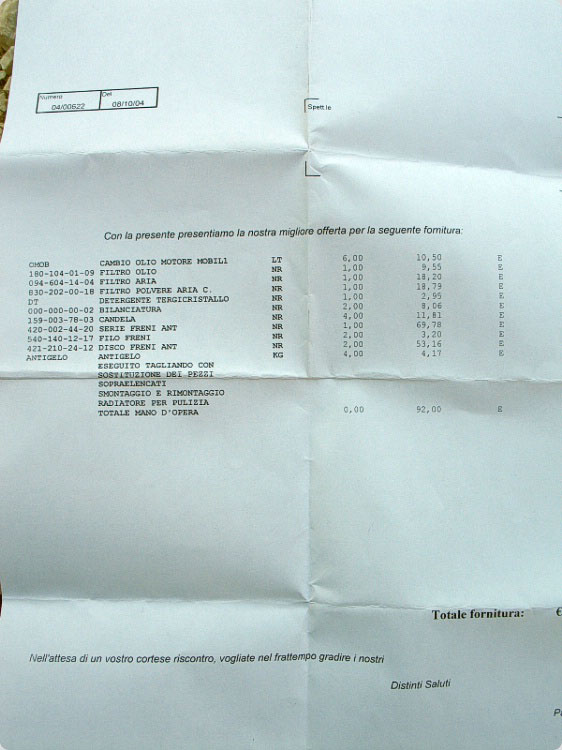 Numero Del
04/00622 08/10/04
Spett.le
Con la presente presentiamo la nostra migliore offerta per la seguente fornitura:
OMOB CAMBIO OLIO MOTORE MOBIL1 LT 6,00 10,50 E
180-104-01-09 FILTRO OLIO NR 1,00 9,55 E
094-604-14-04 FILTRO ARIA NR 1,00 18,20 E
830-202-00-18 FILTRO POLVERE ARIA C. NR 1,00 18,79 E
DT DETERGENTE TERGICRISTALLO NR 1,00 2,95 E
000-000-00-02 BILANCIATURA NR 2,00 8,06 E
159-003-78-03 CANDELA NR 4,00 11,81 E
420-002-44-20 SERIE FRENI ANT NR 1,00 69,78 E
540-140-12-17 FILO FRENI NR 2,00 3,20 E
421-210-24-12 DISCO FRENI ANT NR 2,00 53,16 E
ANTIGELO ANTIGELO KG 4,00 4,17 E
ESEGUITO TAGLIANDO CON
SOSTITUZIONE DEI PEZZI
SOPRAELENCATI
SMONTAGGIO E RIMONTAGGIO
RADIATORE PER PULIZIA
TOTALE MANO D'OPERA 0,00 92,00 E
Totale fornitura: €
Nell'attesa di un vostro cortese riscontro, vogliate nel frattempo gradire i nostri
Distinti Saluti